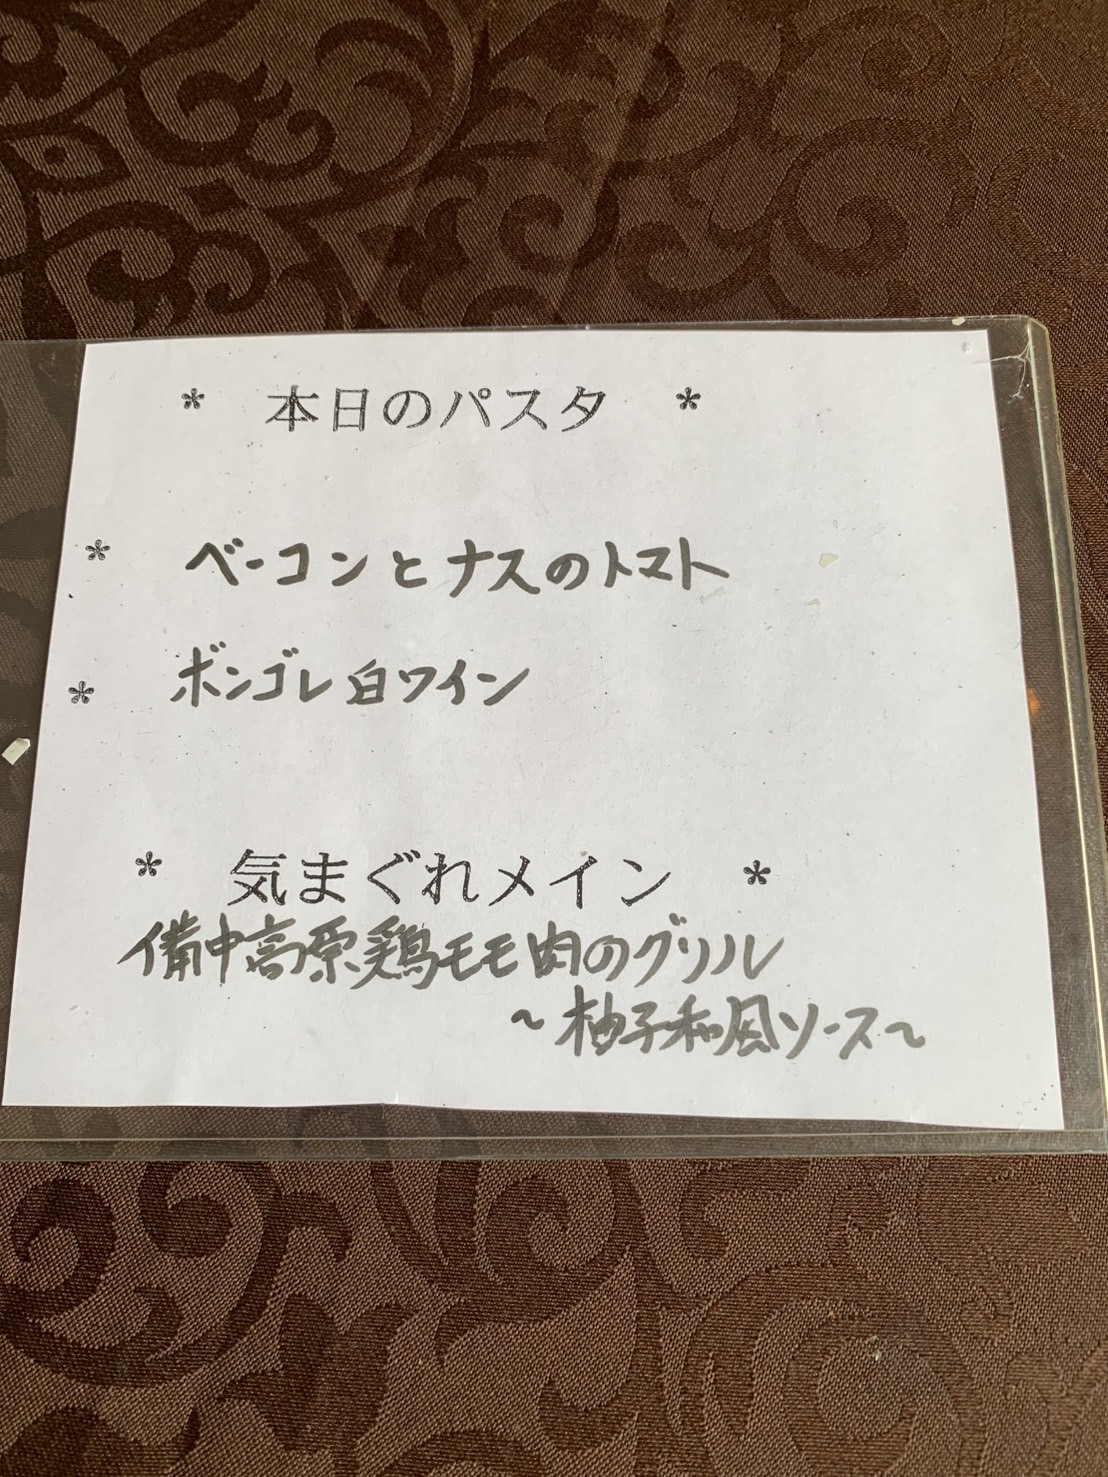 * 本日のパスタ *
* ベーコンとナスのトマト
* ボンゴレ白ワイン
* 気まぐれメイン *
備中高原鶏モモ肉のグリル
～柚子和風ソース～